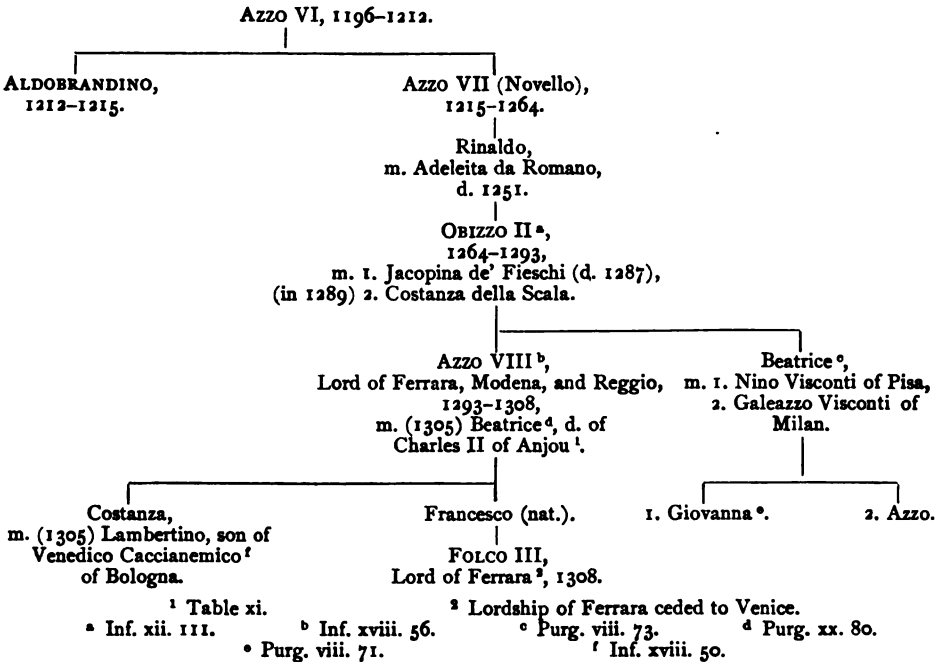 Azzo VI, 1196–1212.
Aldobrandino,
1212–1215.
Azzo VII (Novello),
1215–1264.
Rinaldo,
m. Adeleita da Romano,
d. 1251.
Obizzo II ᵃ,
1264–1293,
m. 1. Jacopina de' Fieschi (d. 1287),
(in 1289) 2. Costanza della Scala.
Azzo VIII ᵇ,
Lord of Ferrara, Modena, and Reggio,
1293–1308,
m. (1305) Beatrice ᵈ, d. of
Charles II of Anjou ¹.
Beatrice ᶜ,
m. 1. Nino Visconti of Pisa,
2. Galeazzo Visconti of
Milan.
Costanza,
m. (1305) Lambertino, son of
Venedico Caccianemico ᶠ
of Bologna.
Francesco (nat.).
1. Giovanna ᵉ.
2. Azzo.
Folco III,
Lord of Ferrara ², 1308.
¹ Table xi. ² Lordship of Ferrara ceded to Venice.
ᵃ Inf. xii. 111. ᵇ Inf. xviii. 56. ᶜ Purg. viii. 73. ᵈ Purg. xx. 80.
ᵉ Purg. viii. 71. ᶠ Inf. xviii. 50.